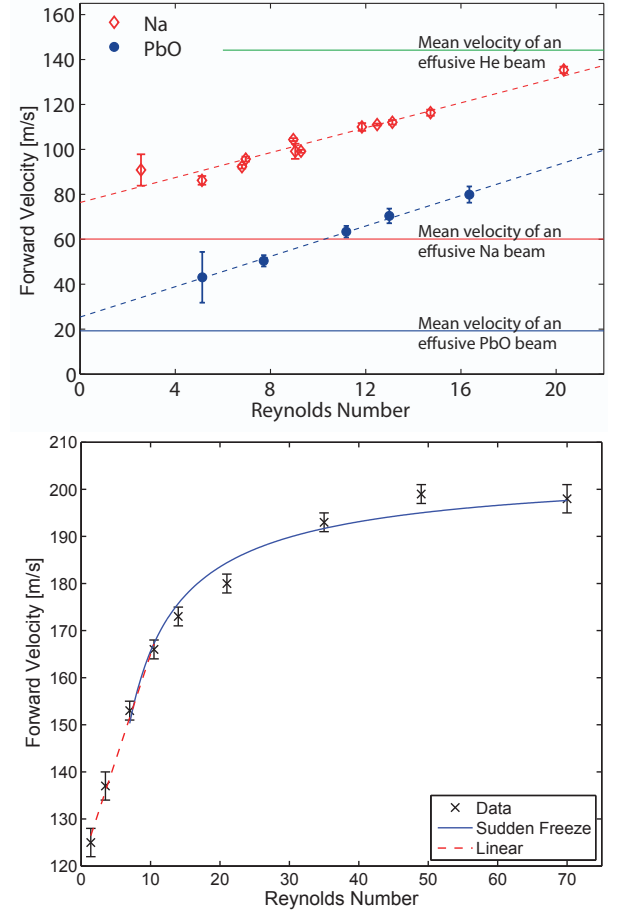 160
140
120
100
80
60
40
20
0
Forward Velocity [m/s]
Na
PbO
Mean velocity of an
effusive He beam
Mean velocity of an
effusive Na beam
Mean velocity of an
effusive PbO beam
0 4 8 12 16 20
Reynolds Number
210
200
190
180
170
160
150
140
130
120
Forward Velocity [m/s]
Data
Sudden Freeze
Linear
0 10 20 30 40 50 60 70
Reynolds Number